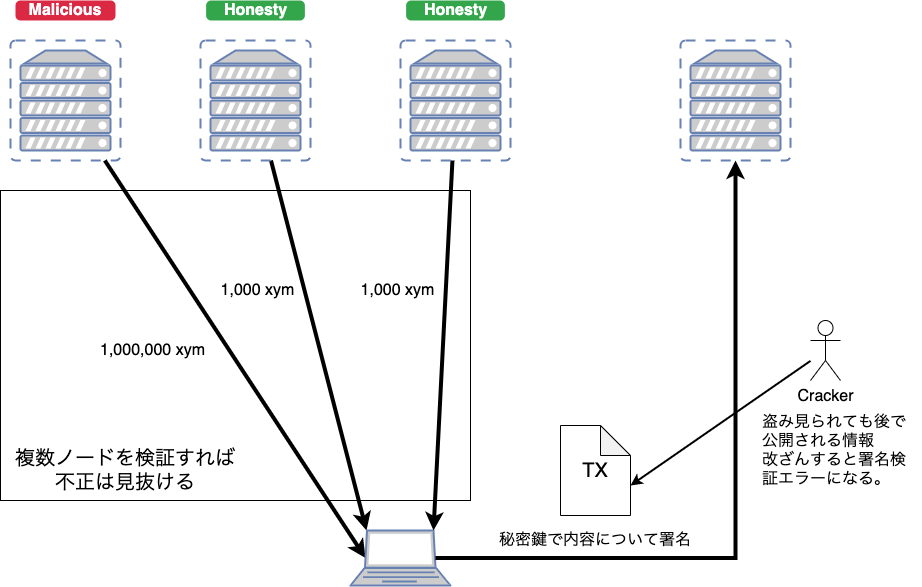 Malicious
Honesty
Honesty
1,000 xym
1,000 xym
1,000,000 xym
複数ノードを検証すれば
不正は見抜ける
Cracker
盗み見られても後で
公開される情報
改ざんすると署名検
証エラーになる。
TX
秘密鍵で内容について署名